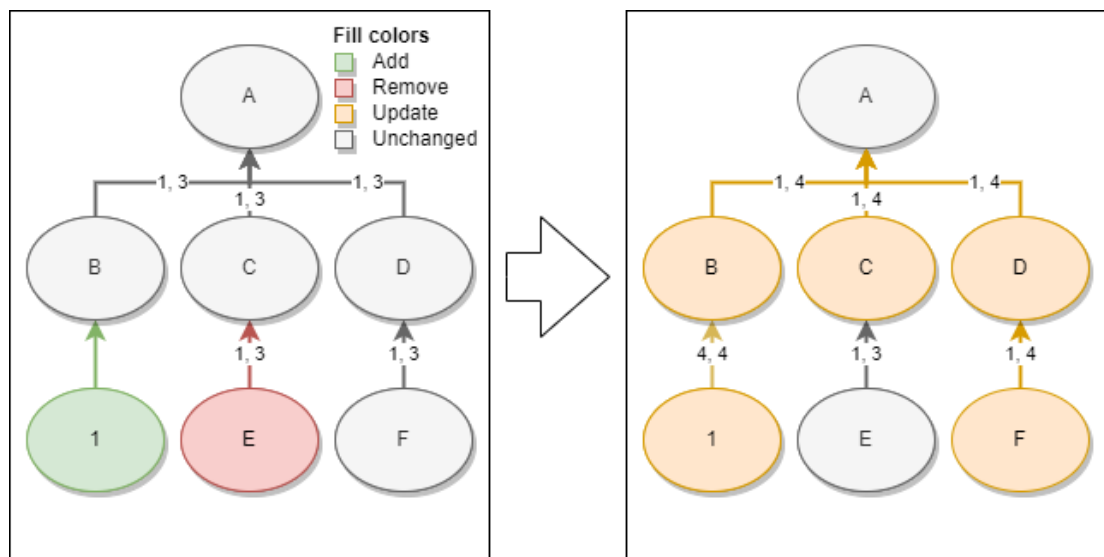 Fill colors
Add
Remove
Update
Unchanged
A
1, 3
1, 3
1, 3
B
C
D
1, 3
1, 3
1
E
F
A
1, 4
1, 4
1, 4
B
C
D
4, 4
1, 3
1, 4
1
E
F